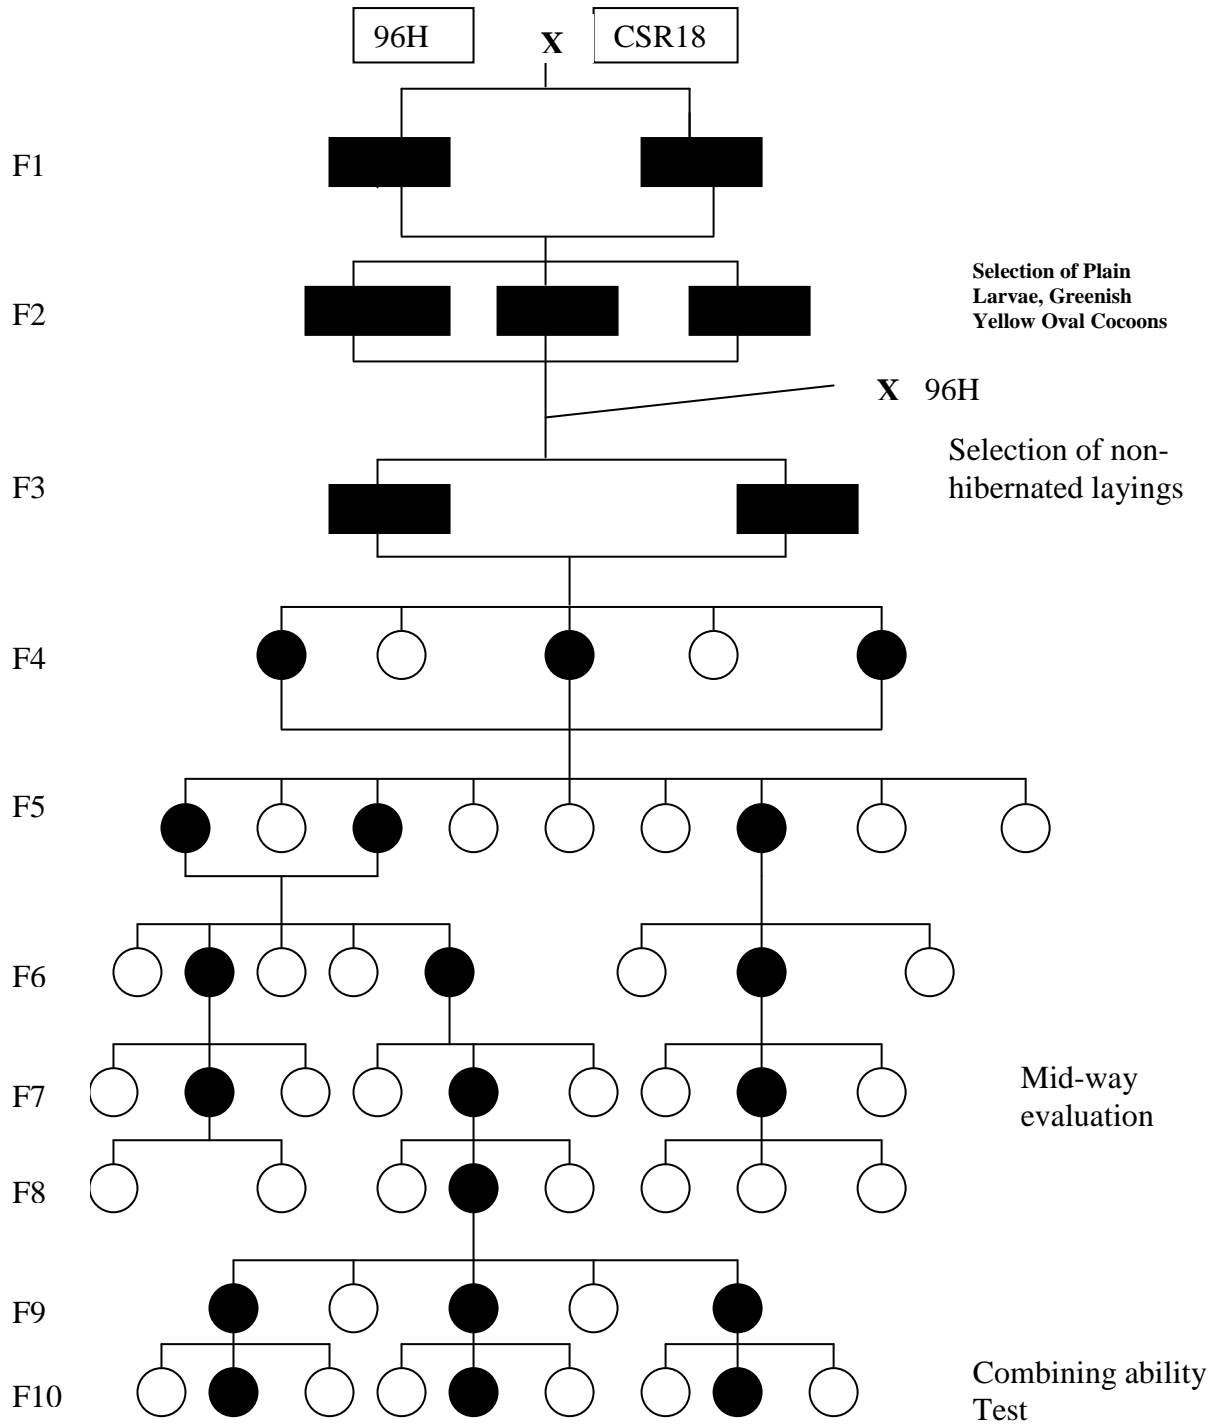 96H X CSR18
F1
F2
Selection of Plain
Larvae, Greenish
Yellow Oval Cocoons
X 96H
F3
Selection of non-
hibernated layings
F4
F5
F6
F7
Mid-way
evaluation
F8
F9
F10
Combining ability
Test